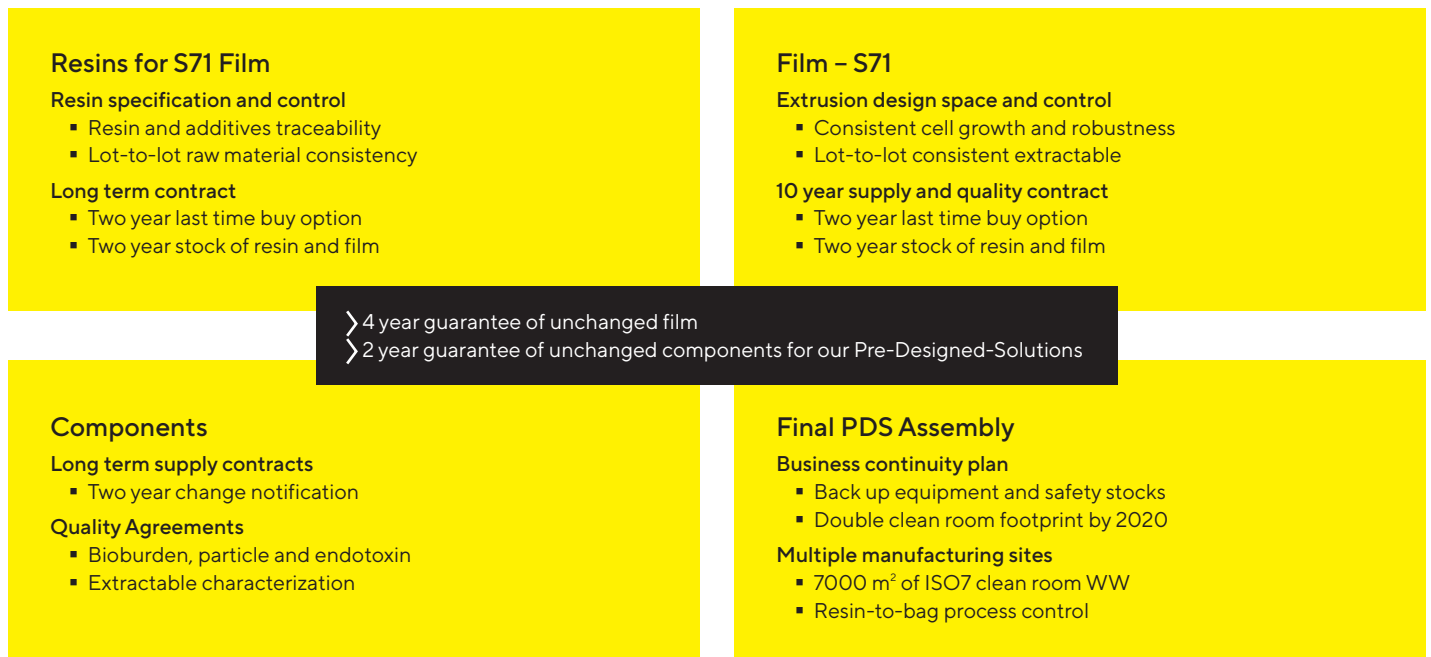 Resins for S71 Film
Resin specification and control
▪ Resin and additives traceability
▪ Lot-to-lot raw material consistency
Long term contract
▪ Two year last time buy option
▪ Two year stock of resin and film
Film – S71
Extrusion design space and control
▪ Consistent cell growth and robustness
▪ Lot-to-lot consistent extractable
10 year supply and quality contract
▪ Two year last time buy option
▪ Two year stock of resin and film
4 year guarantee of unchanged film
2 year guarantee of unchanged components for our Pre-Designed-Solutions
Components
Long term supply contracts
▪ Two year change notification
Quality Agreements
▪ Bioburden, particle and endotoxin
▪ Extractable characterization
Final PDS Assembly
Business continuity plan
▪ Back up equipment and safety stocks
▪ Double clean room footprint by 2020
Multiple manufacturing sites
▪ 7000 m² of ISO7 clean room WW
▪ Resin-to-bag process control